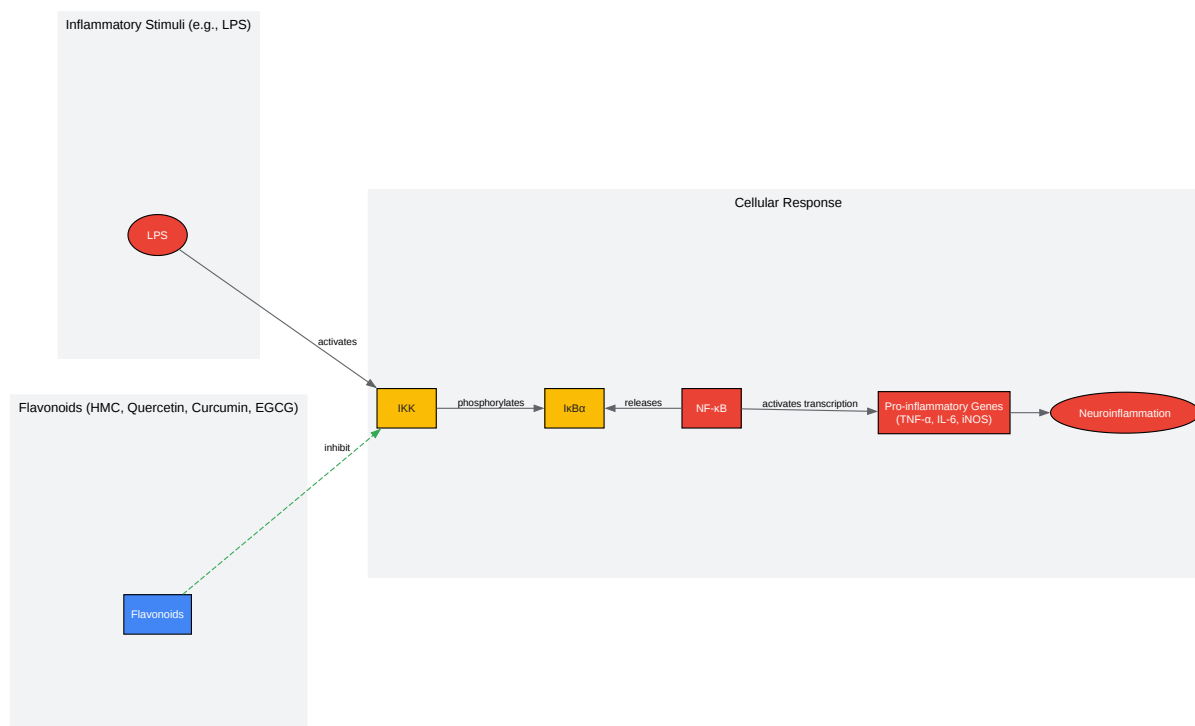 Inflammatory Stimuli (e.g., LPS)
LPS
activates
Cellular Response
IKK
phosphorylates
IκBα
releases
NF-κB
activates transcription
Pro-inflammatory Genes
(TNF-α, IL-6, iNOS)
Neuroinflammation
Flavonoids (HMC, Quercetin, Curcumin, EGCG)
inhibit
Flavonoids